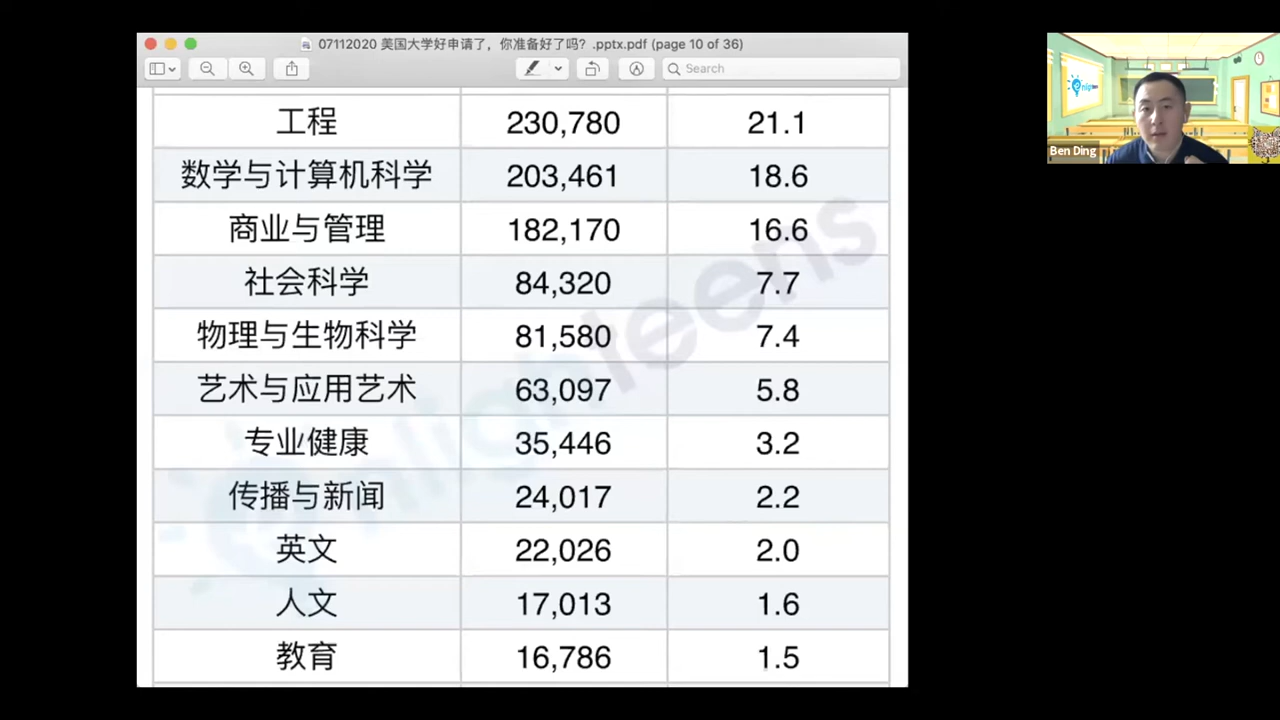 07112020 美国大学好申请了，你准备好了吗？.pptx.pdf (page 10 of 36)
Search
工程 230,780 21.1
数学与计算机科学 203,461 18.6
商业与管理 182,170 16.6
社会科学 84,320 7.7
物理与生物科学 81,580 7.4
艺术与应用艺术 63,097 5.8
专业健康 35,446 3.2
传播与新闻 24,017 2.2
英文 22,026 2.0
人文 17,013 1.6
教育 16,786 1.5
enlighteens
Ben Ding